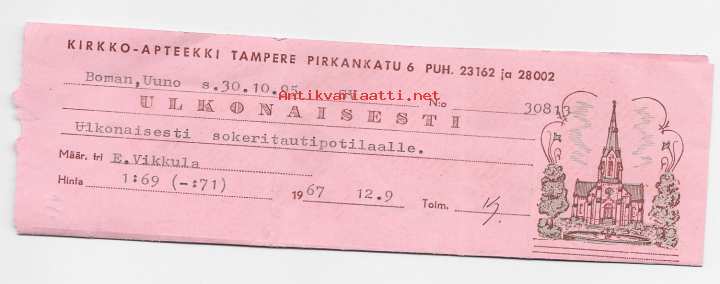 KIRKKO-APTEEKKI TAMPERE PIRKANKATU 6 PUH. 23162 ja 28002
Boman,Uuno s.30.10.05 N:o 30813
Antikvariaatti.net
ULKONAISESTI
Ulkonaisesti sokeritautipotilaalle.
Määr. tri E.Vikkula
Hinta 1:69 (-:71) 1967 12.9 Toim.